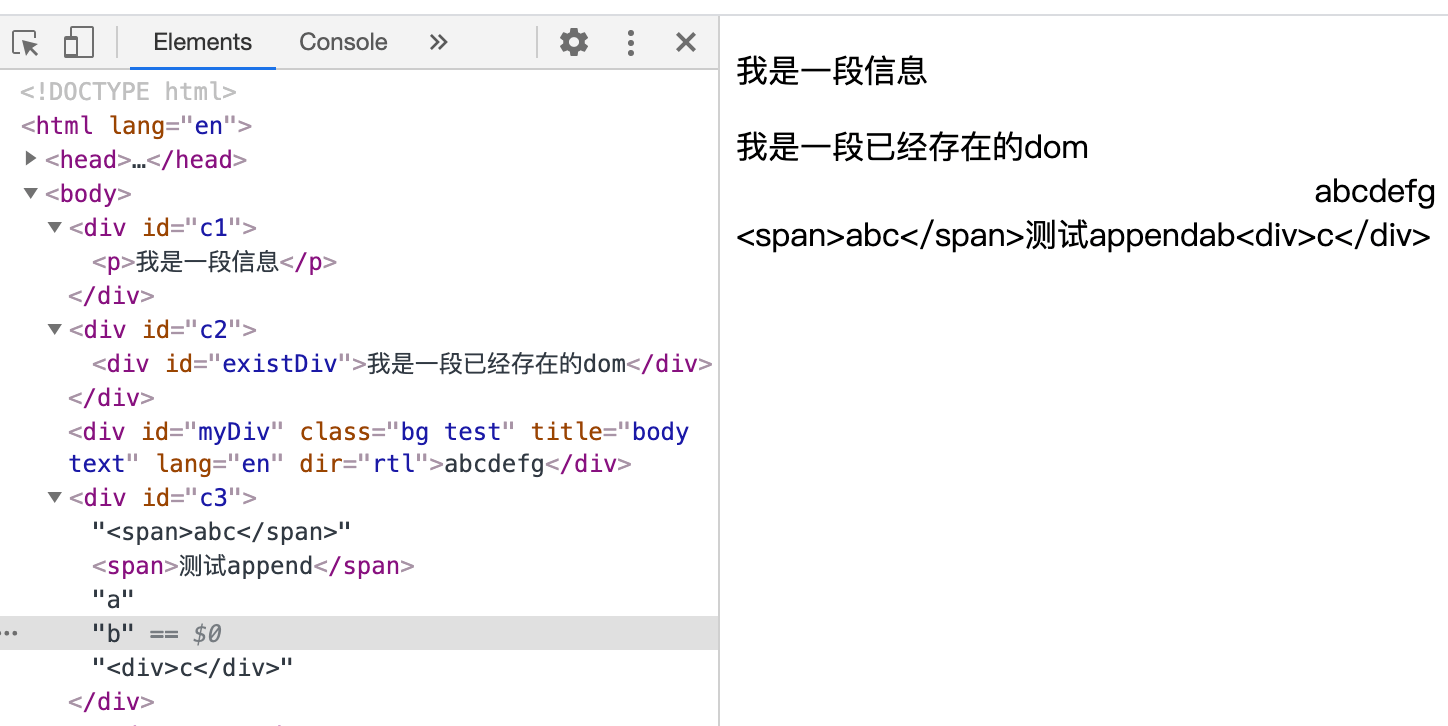 Elements Console
<!DOCTYPE html>
<html lang="en">
<head>…</head>
<body>
<div id="c1">
<p>我是一段信息</p>
</div>
<div id="c2">
<div id="existDiv">我是一段已经存在的dom</div>
</div>
<div id="myDiv" class="bg test" title="body
text" lang="en" dir="rtl">abcdefg</div>
<div id="c3">
"<span>abc</span>"
<span>测试append</span>
"a"
"b" == $0
"<div>c</div>"
</div>
我是一段信息
我是一段已经存在的dom
abcdefg
<span>abc</span>测试appendab<div>c</div>